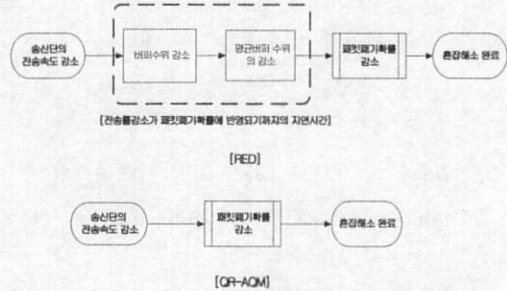 송신단의
전송속도 감소
버퍼수위 감소
평균버퍼 수위
의 감소
패킷폐기확률
감소
혼잡해소 완료
[전송률감소가 패킷폐기확률에 반영되기까지의 지연시간]
[RED]
송신단의
전송속도 감소
패킷폐기확률
감소
혼잡해소 완료
[QR-AQM]